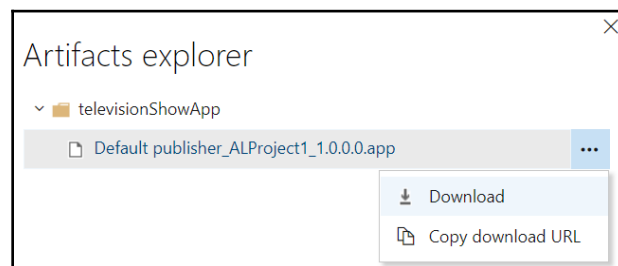 Artifacts explorer
televisionShowApp
Default publisher_ALProject1_1.0.0.0.app
Download
Copy download URL